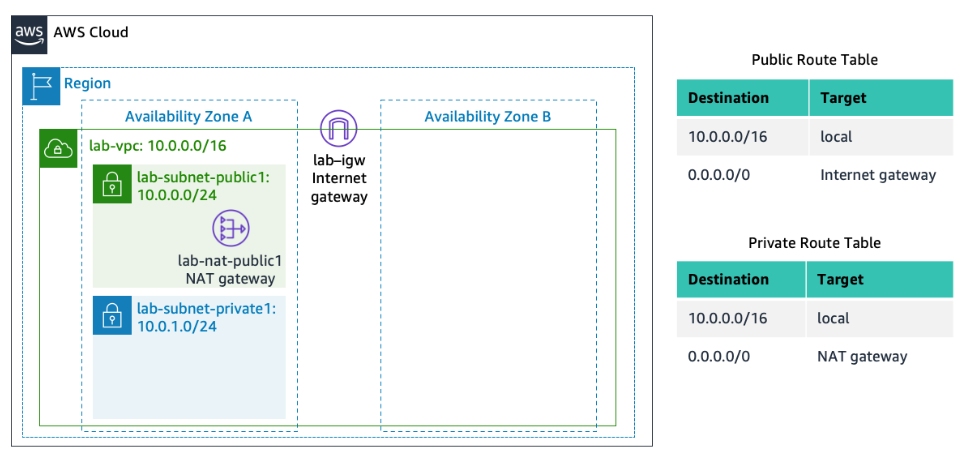 aws
AWS Cloud
Region
Availability Zone A
Availability Zone B
lab-vpc: 10.0.0.0/16
lab–igw
Internet
gateway
lab-subnet-public1:
10.0.0.0/24
lab-nat-public1
NAT gateway
lab-subnet-private1:
10.0.1.0/24
Public Route Table
Destination Target
10.0.0.0/16 local
0.0.0.0/0 Internet gateway
Private Route Table
Destination Target
10.0.0.0/16 local
0.0.0.0/0 NAT gateway